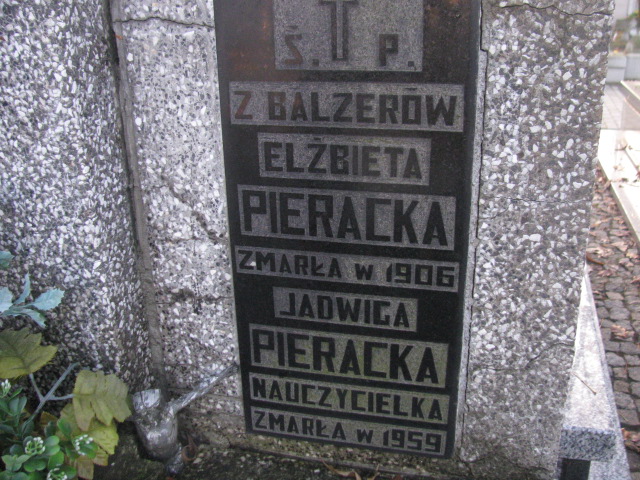 Ś. P.
Z BALZERÓW
ELŻBIETA
PIERACKA
ZMARŁA W 1906
JADWIGA
PIERACKA
NAUCZYCIELKA
ZMARŁA W 1959